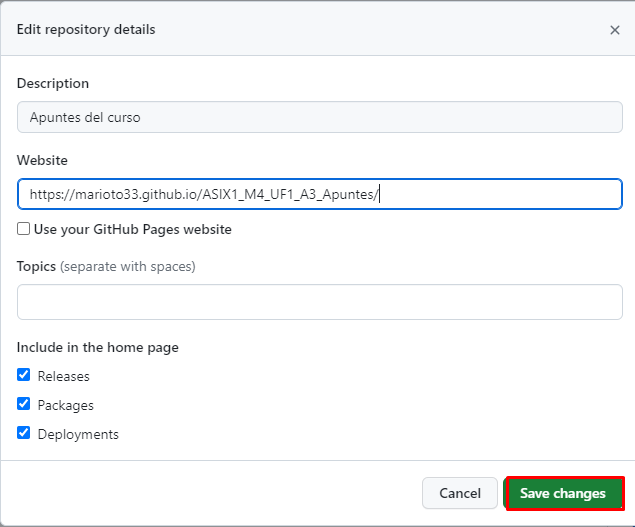 Edit repository details
Description
Apuntes del curso
Website
https://marioto33.github.io/ASIX1_M4_UF1_A3_Apuntes/
Use your GitHub Pages website
Topics (separate with spaces)
Include in the home page
Releases
Packages
Deployments
Cancel Save changes